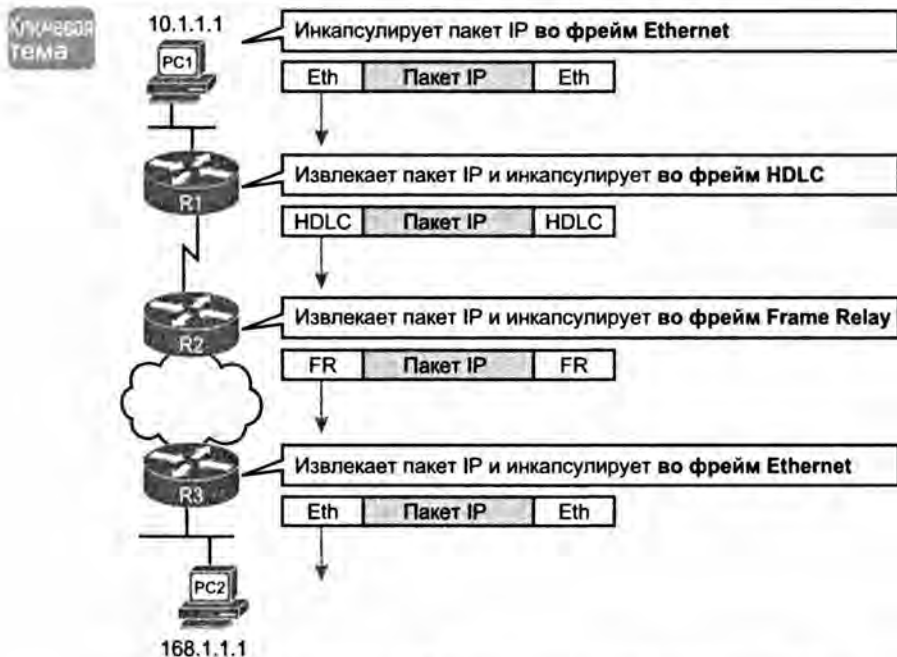 Ключевая
тема
10.1.1.1
PC1
Инкапсулирует пакет IP во фрейм Ethernet
Eth Пакет IP Eth
R1
Извлекает пакет IP и инкапсулирует во фрейм HDLC
HDLC Пакет IP HDLC
R2
Извлекает пакет IP и инкапсулирует во фрейм Frame Relay
FR Пакет IP FR
R3
Извлекает пакет IP и инкапсулирует во фрейм Ethernet
Eth Пакет IP Eth
PC2
168.1.1.1